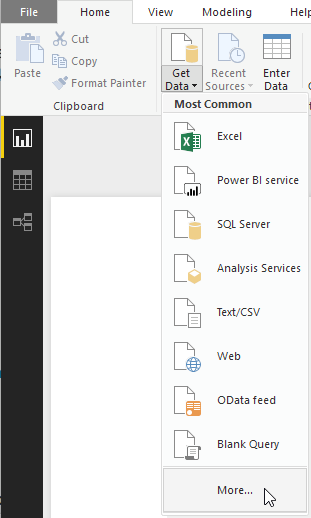 File Home View Modeling
Paste
Cut
Copy
Format Painter
Clipboard
Get Data
Recent Sources
Enter Data
Most Common
Excel
Power BI service
SQL Server
Analysis Services
Text/CSV
Web
OData feed
Blank Query
More...